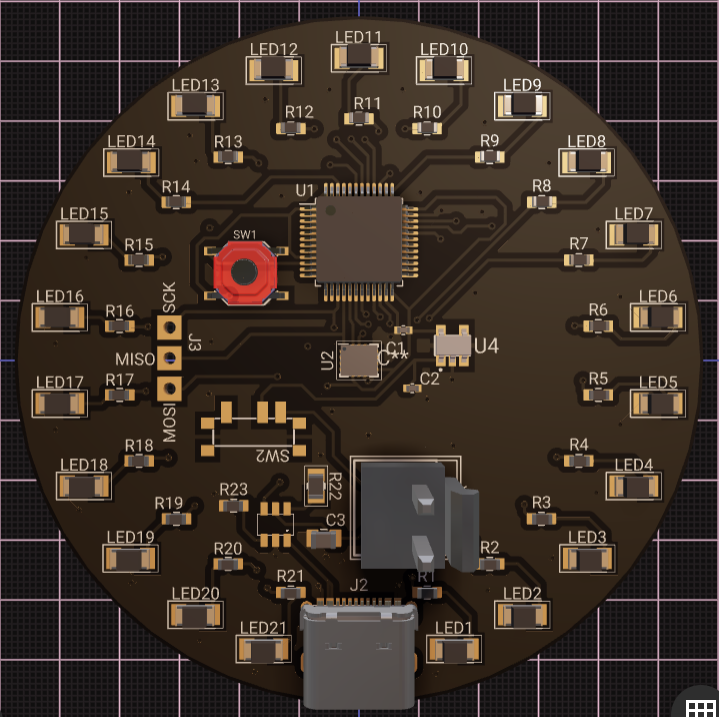 LED11
LED12
LED10
LED13
LED9
R11
R12
R10
LED14
R13
R9
LED8
R14
U1
R8
LED15
SW1
LED7
R15
R7
LED16
SCK
LED6
R16
J3
R6
MISO
U2
C1
C**
U4
LED17
R17
C2
R5
LED5
MOSI
R18
SW2
R4
LED18
LED4
R22
R23
R19
R3
C3
LED19
R20
R2
LED3
R21
J2
R1
LED20
LED2
LED21
LED1